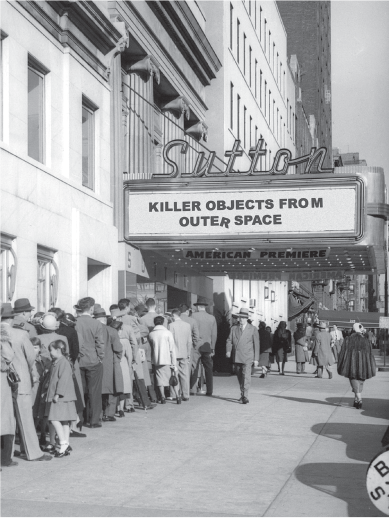 Sutton
KILLER OBJECTS FROM
OUTER SPACE
AMERICAN PREMIERE